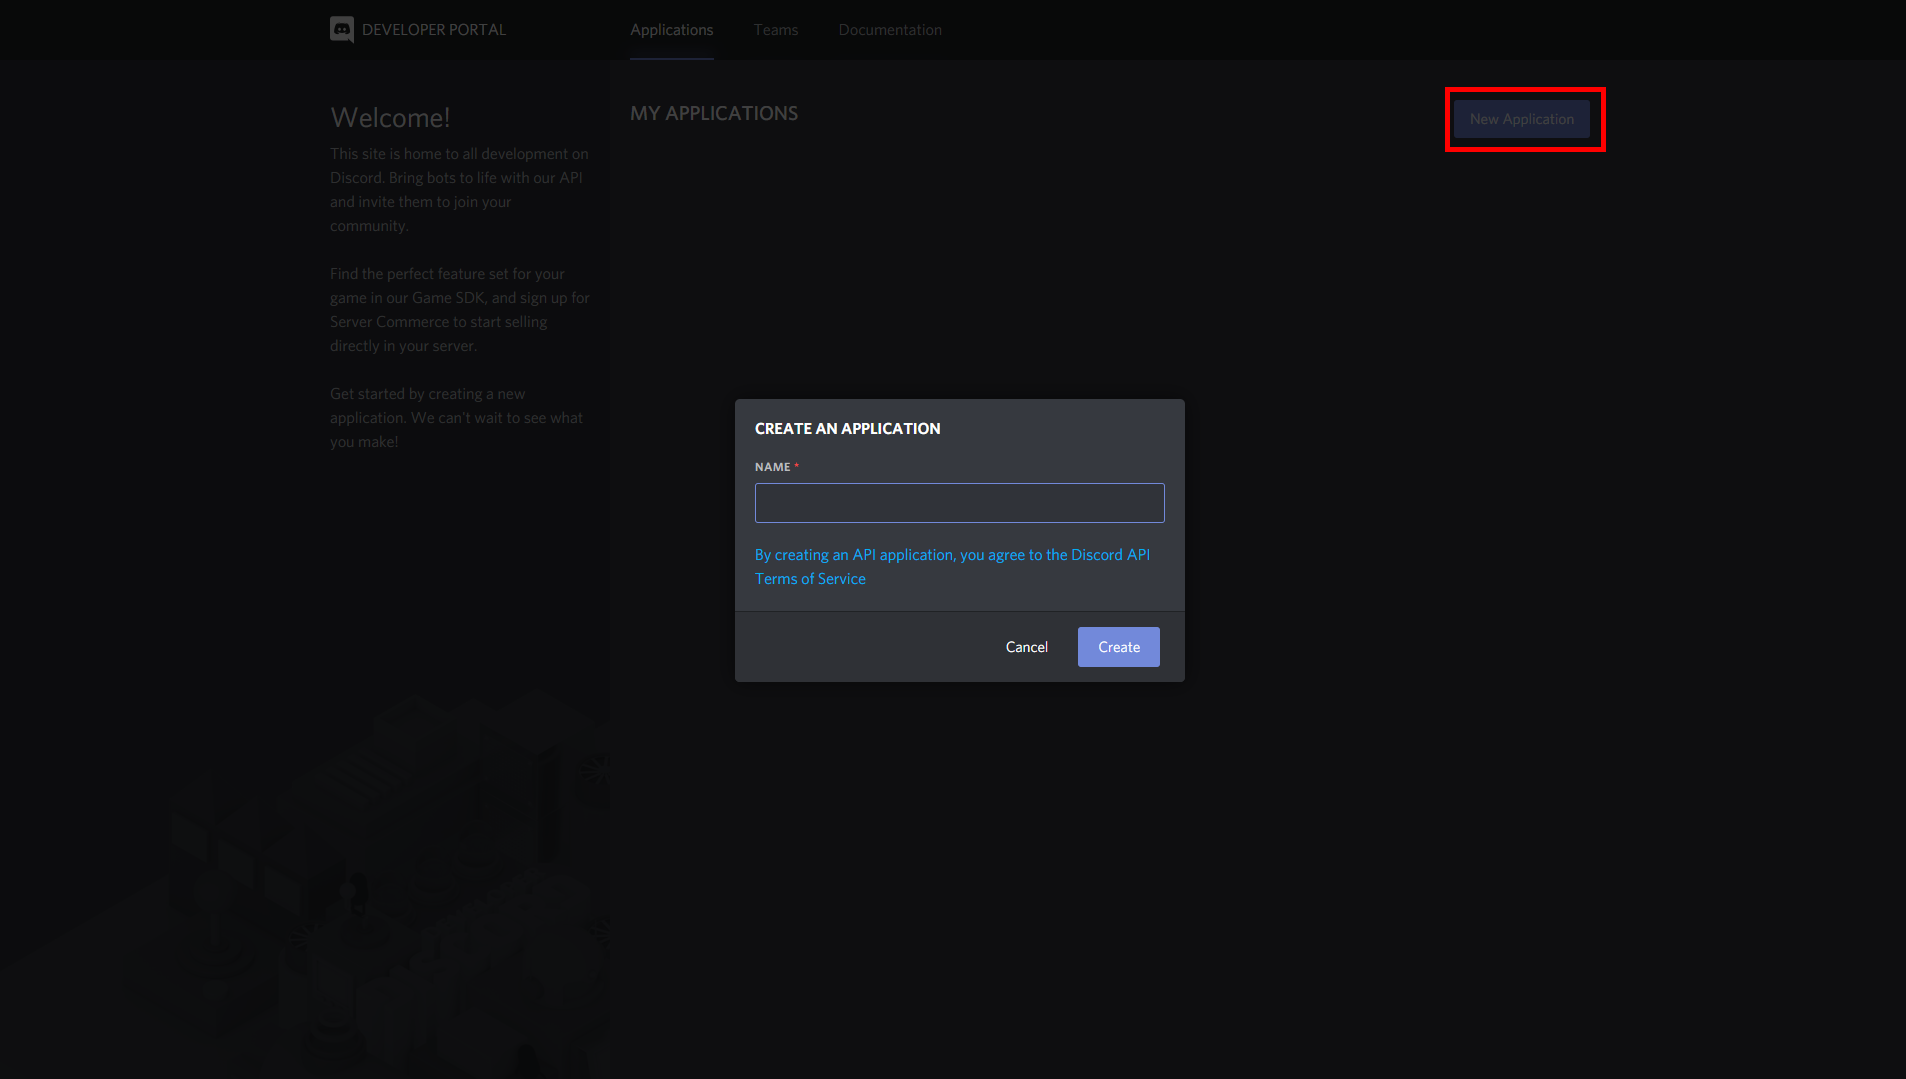 DEVELOPER PORTAL
Applications
Teams
Documentation
Welcome!
This site is home to all development on
Discord. Bring bots to life with our API
and invite them to join your
community.
Find the perfect feature set for your
game in our Game SDK, and sign up for
Server Commerce to start selling
directly in your server.
Get started by creating a new
application. We can't wait to see what
you make!
MY APPLICATIONS
New Application
CREATE AN APPLICATION
NAME *
By creating an API application, you agree to the Discord API
Terms of Service
Cancel
Create